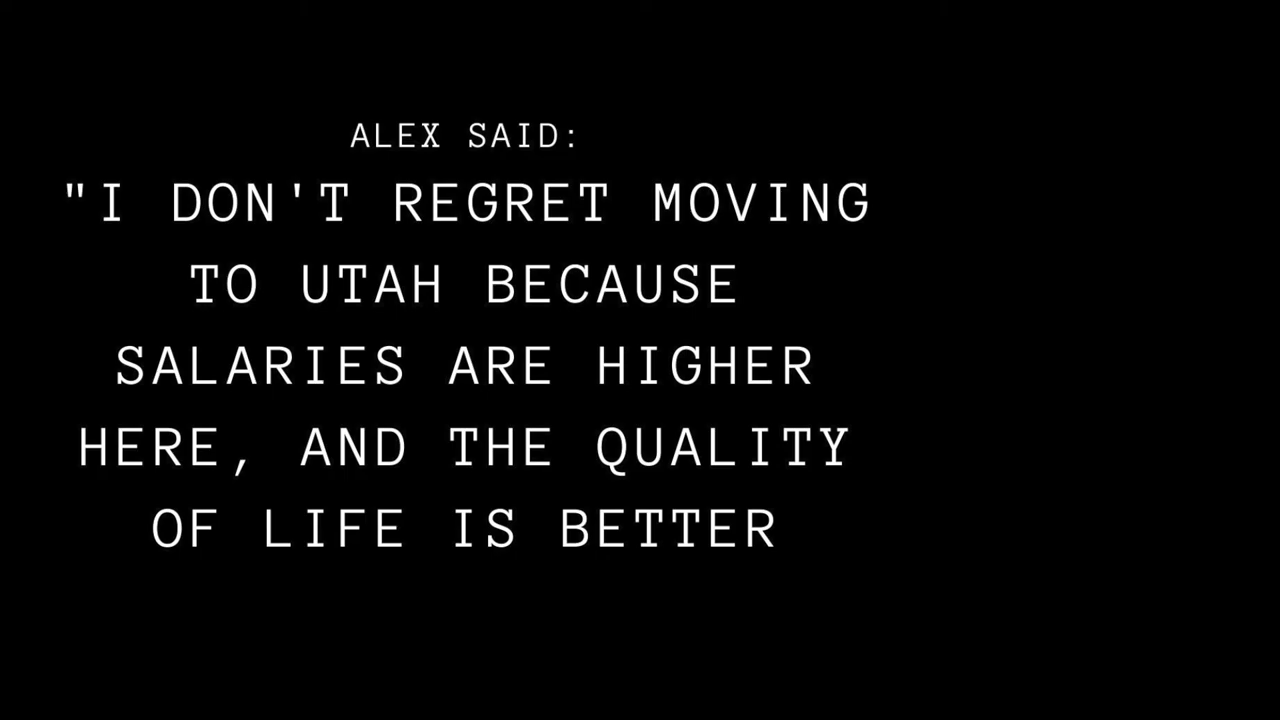 ALEX SAID:
"I DON'T REGRET MOVING
TO UTAH BECAUSE
SALARIES ARE HIGHER
HERE, AND THE QUALITY
OF LIFE IS BETTER